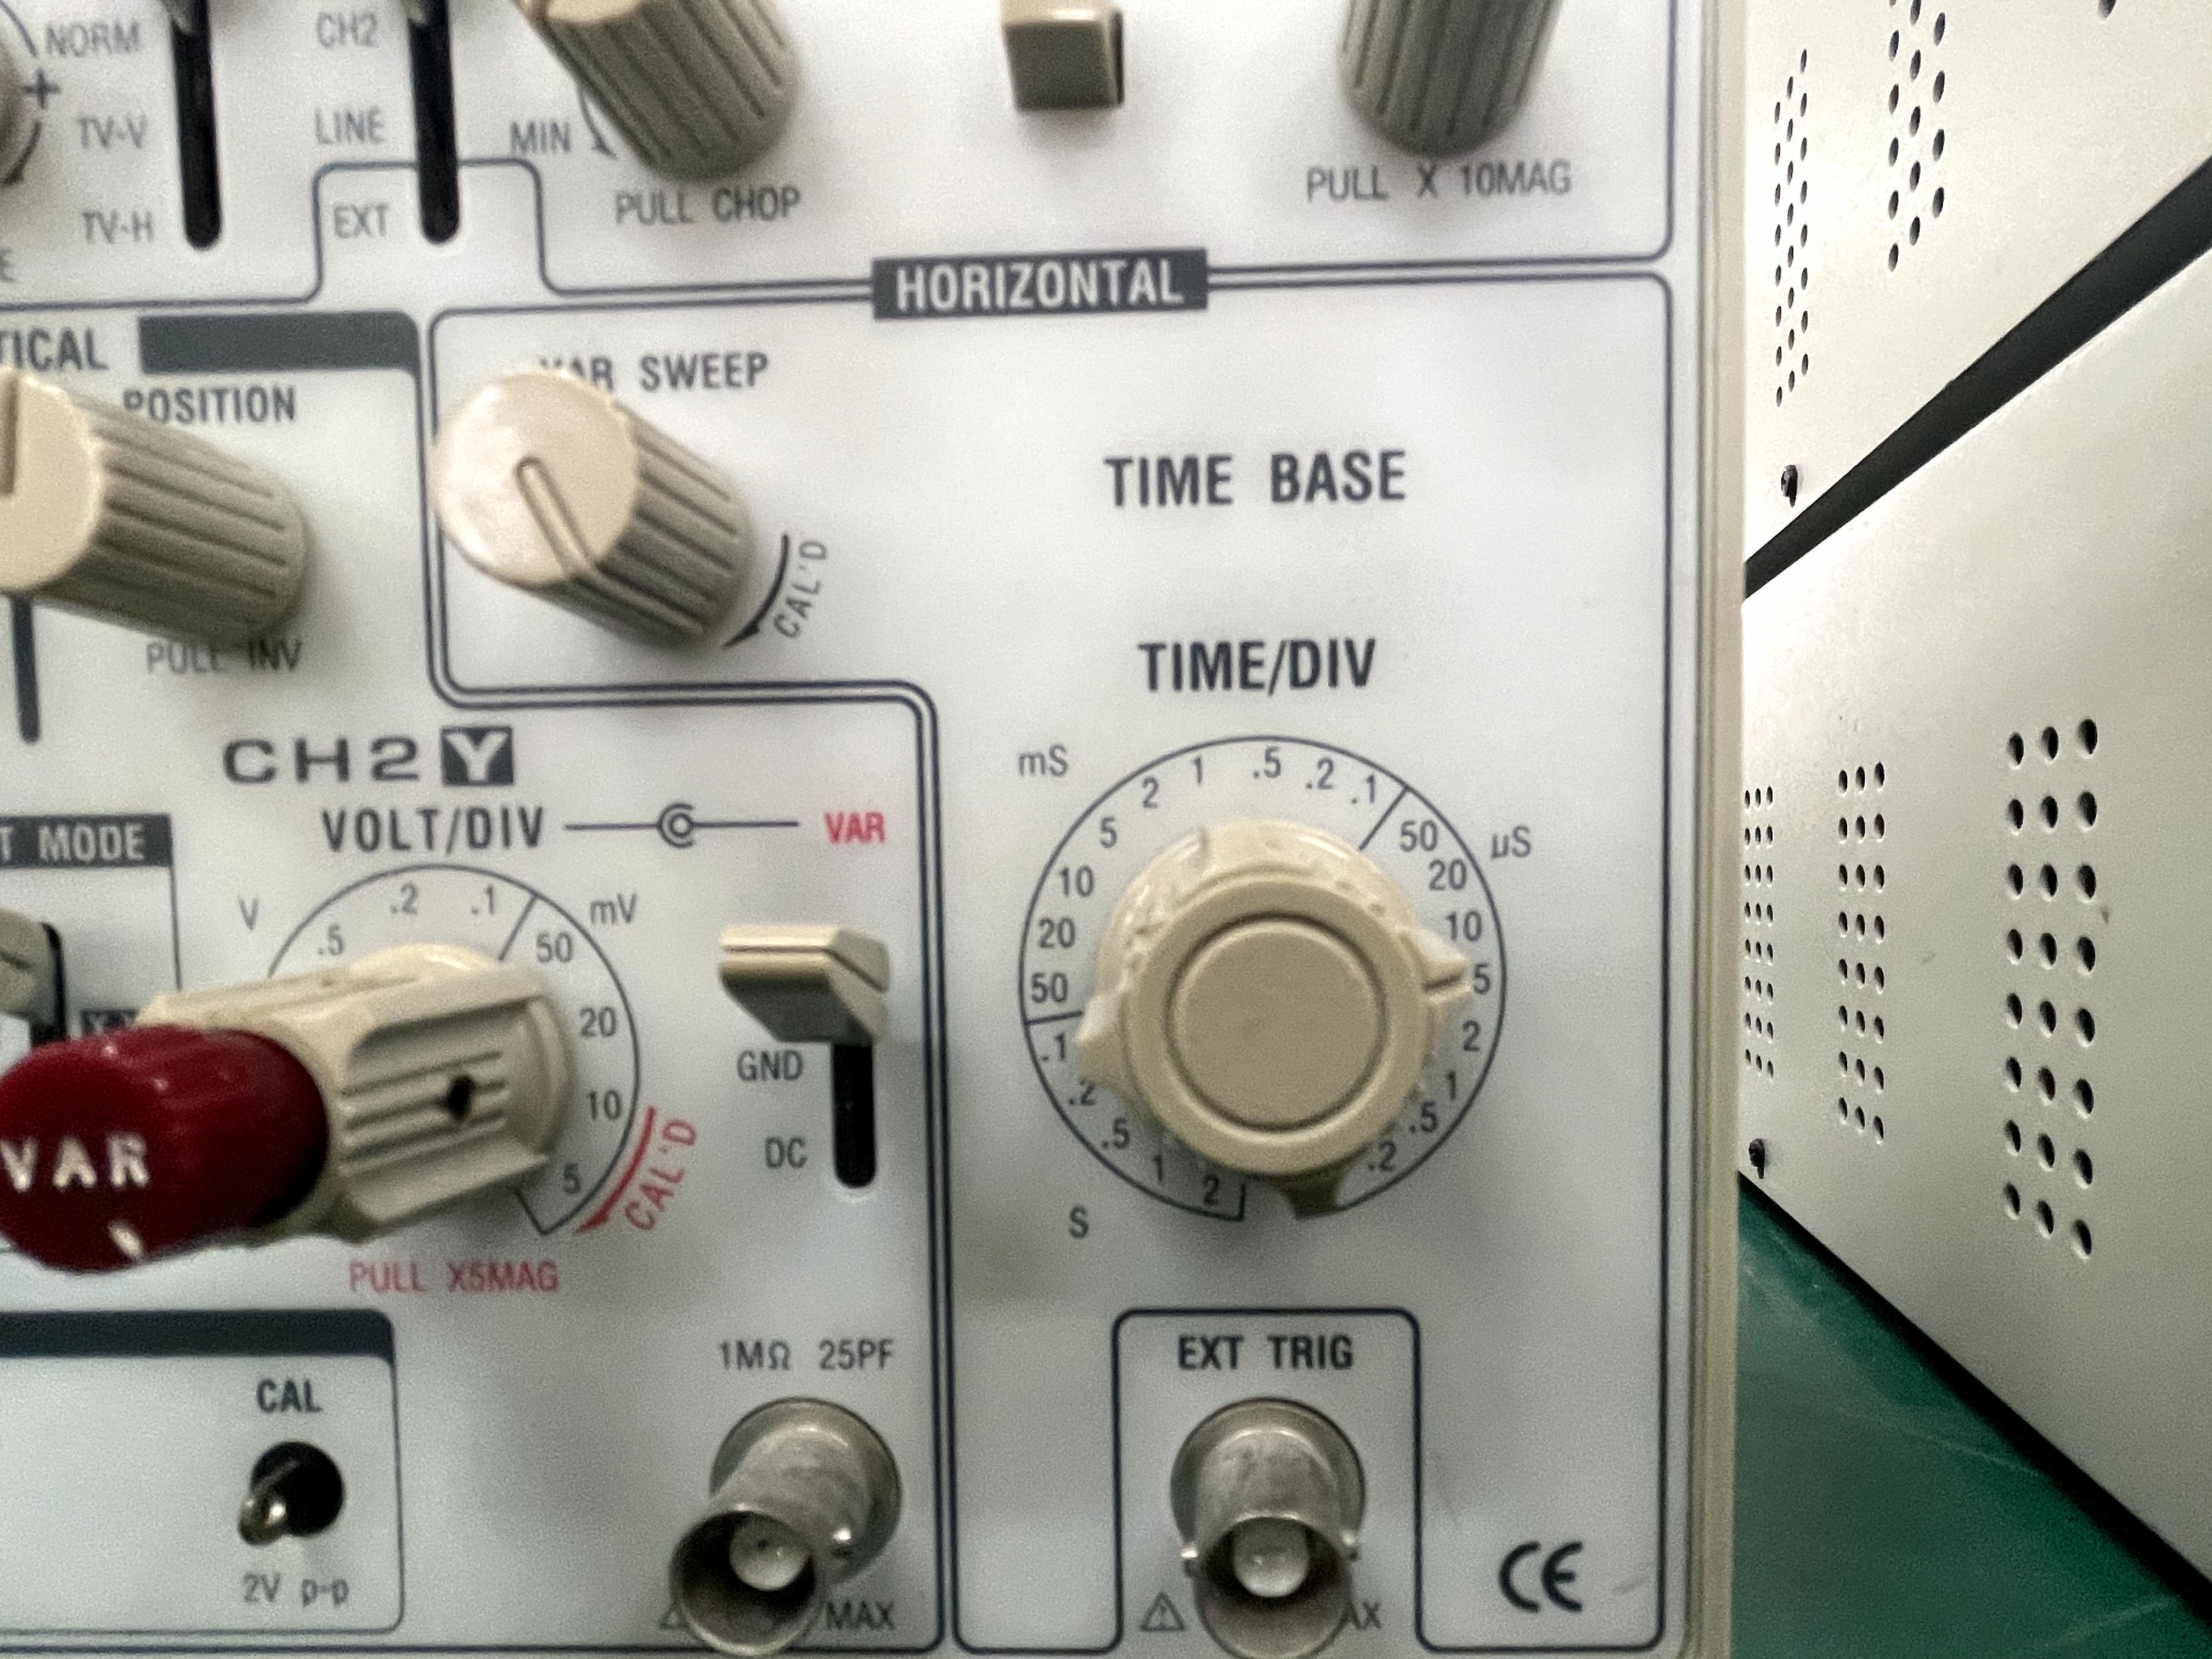 NORM
CH2
TV-V
LINE
MIN
TV-H
EXT
PULL CHOP
PULL X 10MAG
HORIZONTAL
POSITION
SWEEP
CAL'D
PULL INV
TIME BASE
TIME/DIV
CH2 Y
VOLT/DIV
VAR
MODE
V
.5
.2
.1
mV
50
20
10
5
CAL'D
PULL X5MAG
GND
DC
VAR
mS
.5
.2
.1
1
2
5
10
20
50
µS
50
20
10
5
2
1
.5
.2
.1
.2
.5
1
2
S
CAL
2V p-p
1MΩ 25PF
MAX
EXT TRIG
CE